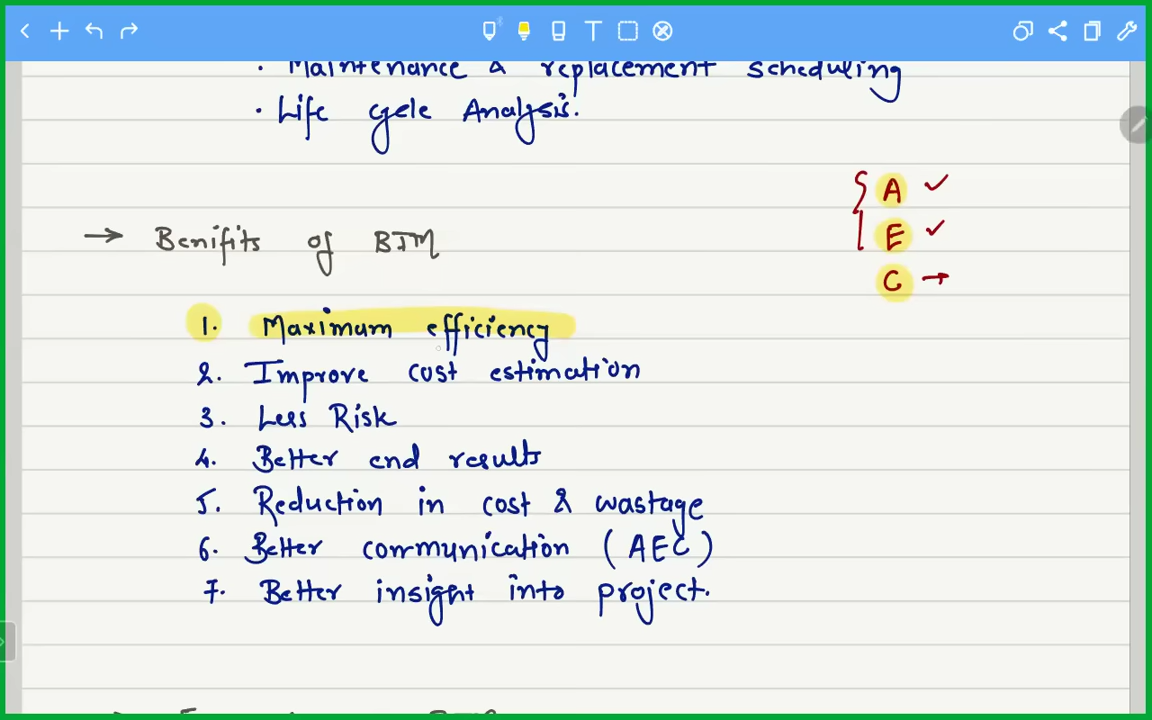 • Maintenance & replacement scheduling
• Life cycle Analysis.
A ✓
E ✓
→ Benifits of BIM
C →
1. Maximum efficiency
2. Improve cost estimation
3. Less Risk
4. Better end results
5. Reduction in cost & wastage
6. Better communication (AEC)
7. Better insight into project.